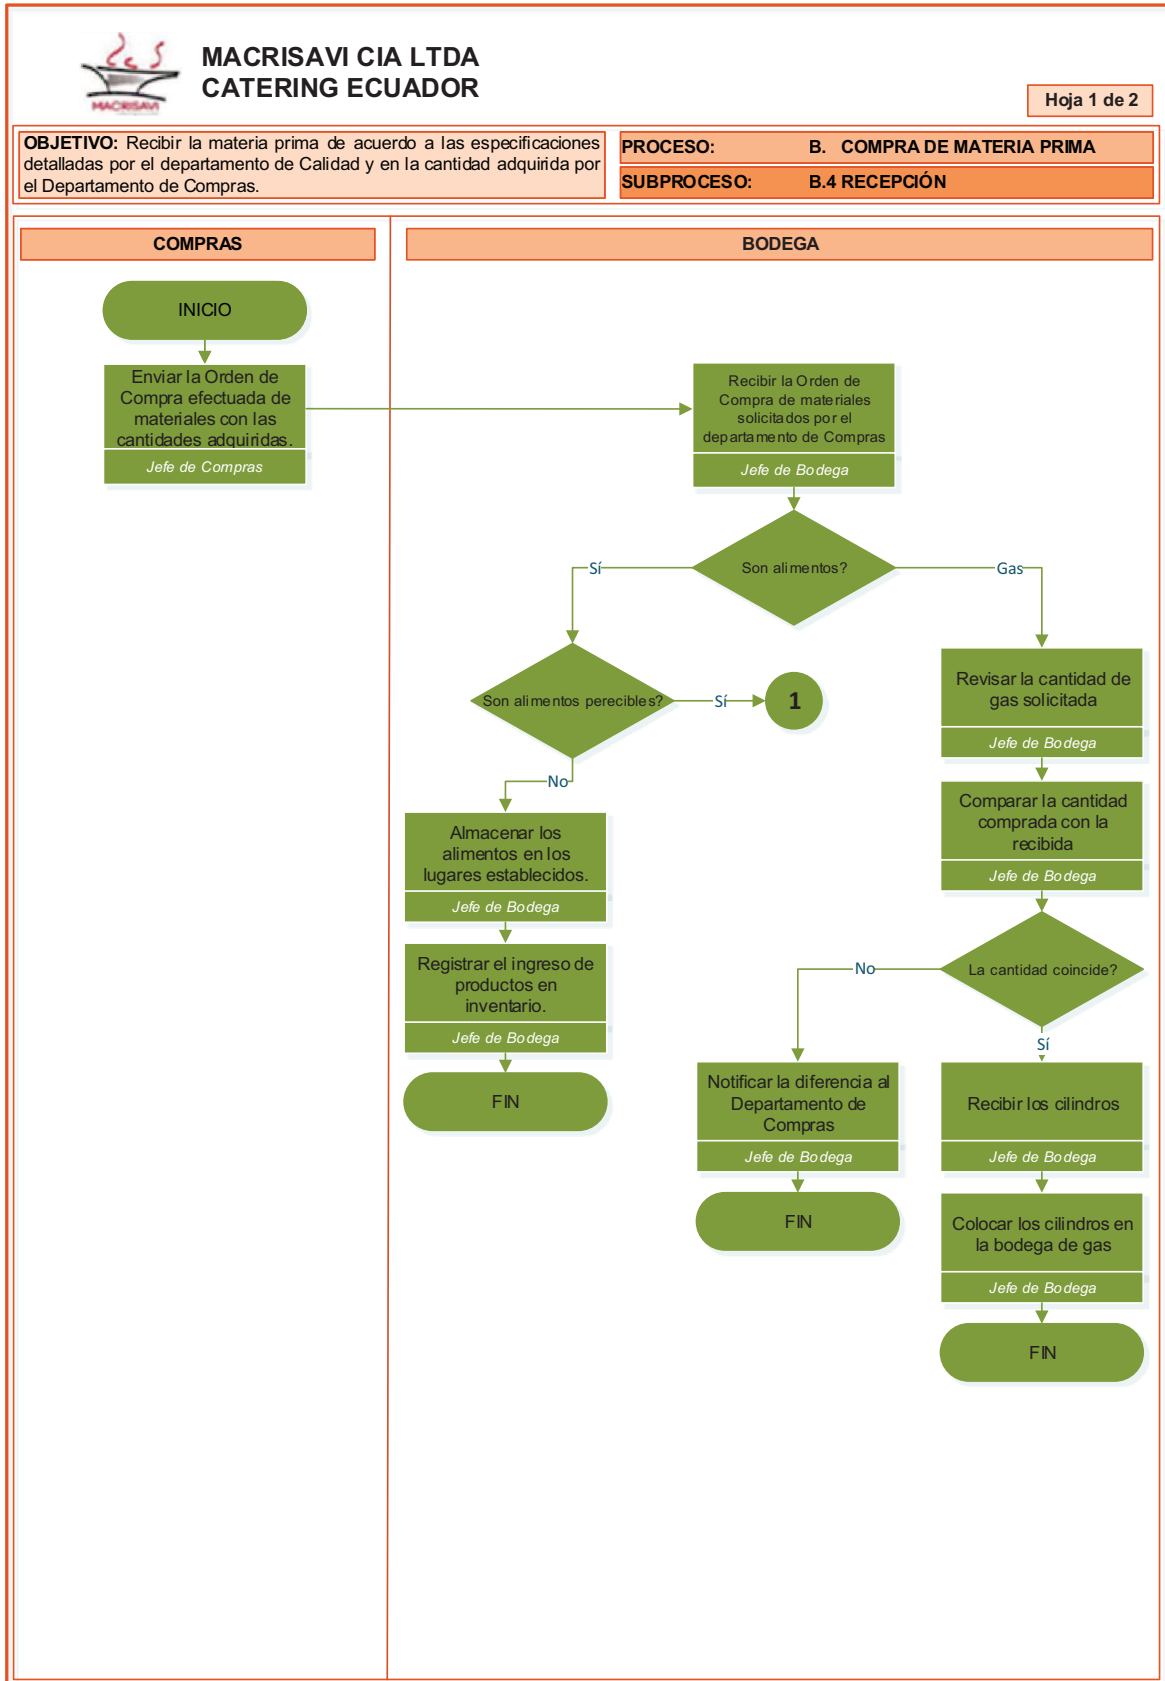 MACRISAVI CIA LTDA
CATERING ECUADOR
MACRISAVI
Hoja 1 de 2
OBJETIVO: Recibir la materia prima de acuerdo a las especificaciones
detalladas por el departamento de Calidad y en la cantidad adquirida por
el Departamento de Compras.
PROCESO: B. COMPRA DE MATERIA PRIMA
SUBPROCESO: B.4 RECEPCIÓN
COMPRAS
BODEGA
INICIO
Enviar la Orden de
Compra efectuada de
materiales con las
cantidades adquiridas.
Jefe de Compras
Recibir la Orden de
Compra de materiales
solicitados por el
departamento de Compras
Jefe de Bodega
Son alimentos?
Sí
Gas
Son alimentos perecibles?
Sí
1
No
Revisar la cantidad de
gas solicitada
Jefe de Bodega
Comparar la cantidad
comprada con la
recibida
Jefe de Bodega
Almacenar los
alimentos en los
lugares establecidos.
Jefe de Bodega
Registrar el ingreso de
productos en
inventario.
Jefe de Bodega
FIN
La cantidad coincide?
No
Sí
Notificar la diferencia al
Departamento de
Compras
Jefe de Bodega
FIN
Recibir los cilindros
Jefe de Bodega
Colocar los cilindros en
la bodega de gas
Jefe de Bodega
FIN